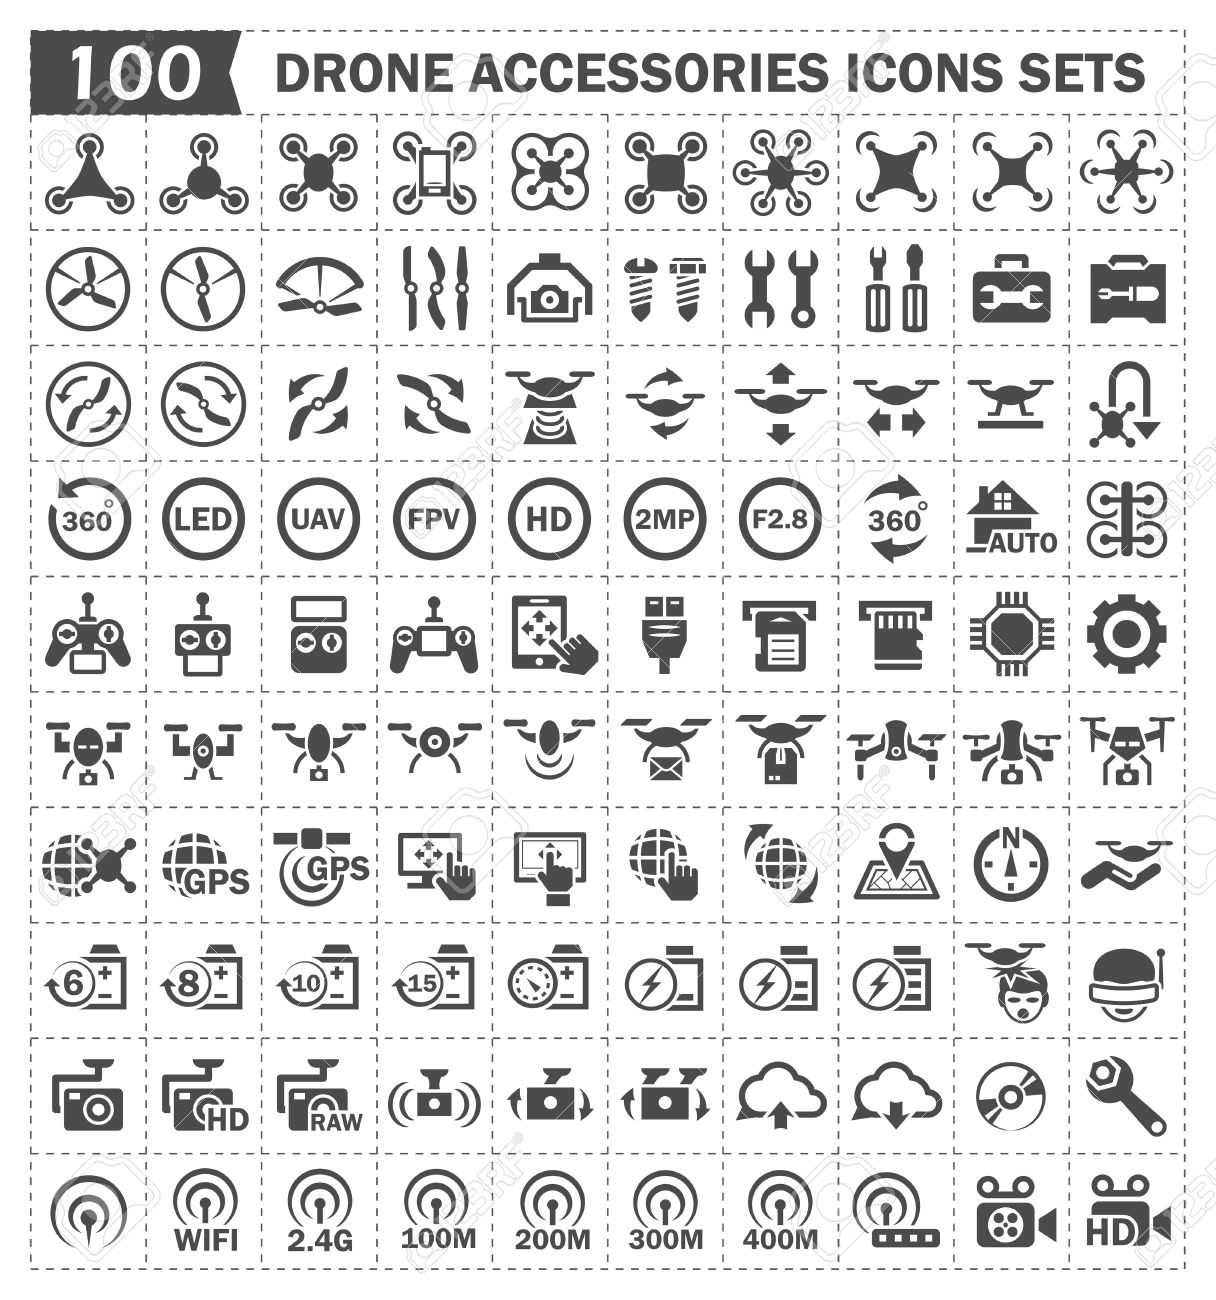 100 DRONE ACCESSORIES ICONS SETS
360° LED UAV FPV HD 2MP F2.8 360° AUTO
GPS GPS N
6 8 10 15
HD RAW
WIFI 2.4G 100M 200M 300M 400M HD
123RF